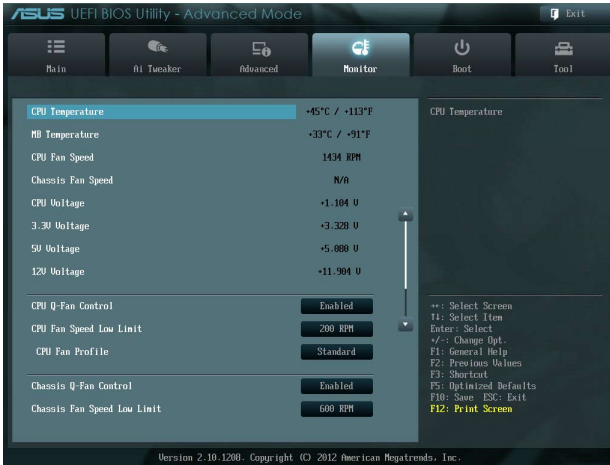 ASUS UEFI BIOS Utility - Advanced Mode
Exit
Main
Ai Tweaker
Advanced
Monitor
Boot
Tool
CPU Temperature +45°C / +113°F
MB Temperature +33°C / +91°F
CPU Fan Speed 1434 RPM
Chassis Fan Speed N/A
CPU Voltage +1.104 V
3.3V Voltage +3.328 V
5V Voltage +5.080 V
12V Voltage +11.904 V
CPU Q-Fan Control Enabled
CPU Fan Speed Low Limit 200 RPM
CPU Fan Profile Standard
Chassis Q-Fan Control Enabled
Chassis Fan Speed Low Limit 600 RPM
CPU Temperature
→←: Select Screen
↑↓: Select Item
Enter: Select
+/-: Change Opt.
F1: General Help
F2: Previous Values
F3: Shortcut
F5: Optimized Defaults
F10: Save ESC: Exit
F12: Print Screen
Version 2.10.1208. Copyright (C) 2012 American Megatrends, Inc.